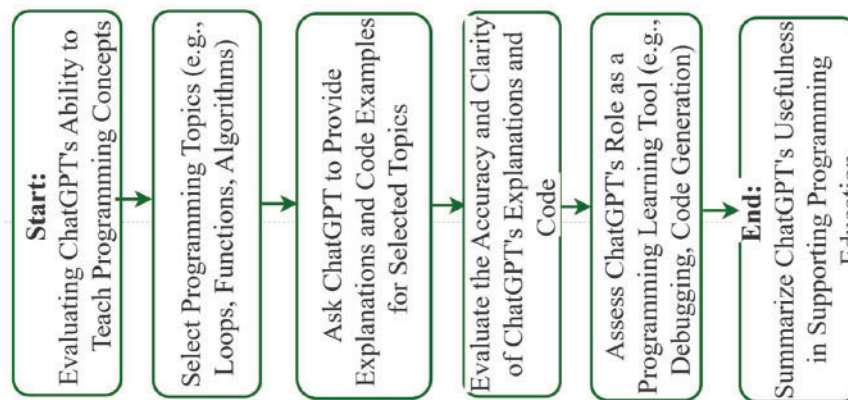 Start:
Evaluating ChatGPT's Ability to
Teach Programming Concepts
Select Programming Topics (e.g.,
Loops, Functions, Algorithms)
Ask ChatGPT to Provide
Explanations and Code Examples
for Selected Topics
Evaluate the Accuracy and Clarity
of ChatGPT's Explanations and
Code
Assess ChatGPT's Role as a
Programming Learning Tool (e.g.,
Debugging, Code Generation)
End:
Summarize ChatGPT's Usefulness
in Supporting Programming
Education